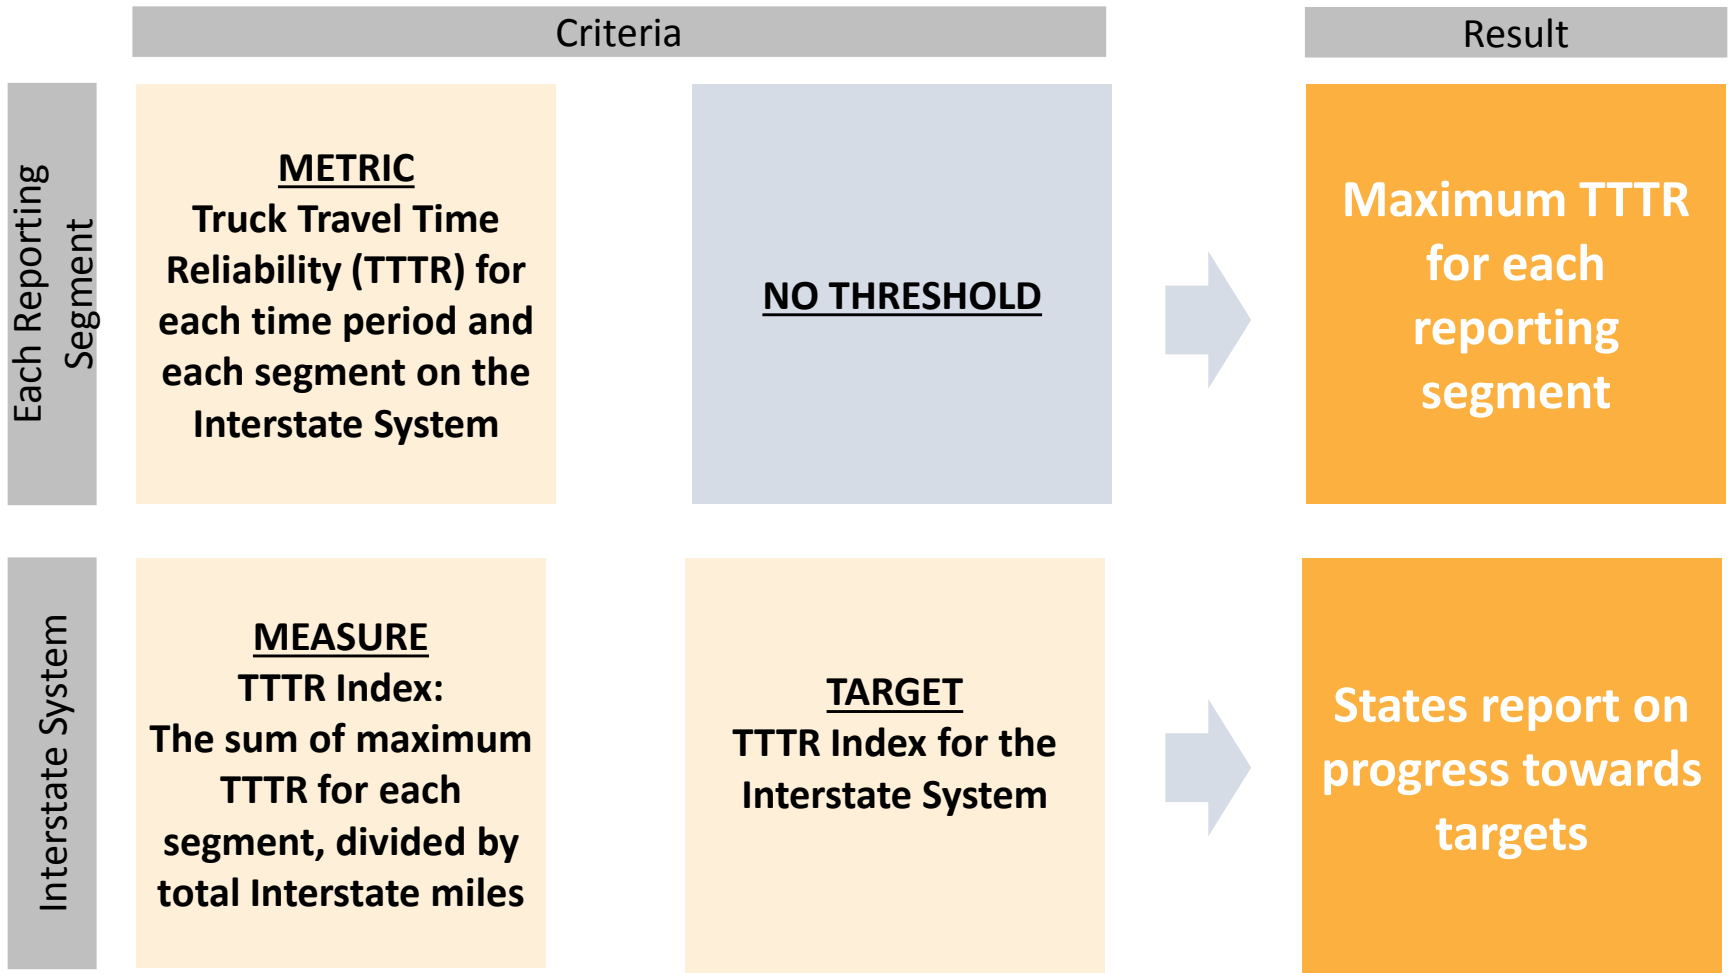 Criteria
Result
Each Reporting
Segment
METRIC
Truck Travel Time
Reliability (TTTR) for
each time period and
each segment on the
Interstate System
NO THRESHOLD
Maximum TTTR
for each
reporting
segment
Interstate System
MEASURE
TTTR Index:
The sum of maximum
TTTR for each
segment, divided by
total Interstate miles
TARGET
TTTR Index for the
Interstate System
States report on
progress towards
targets